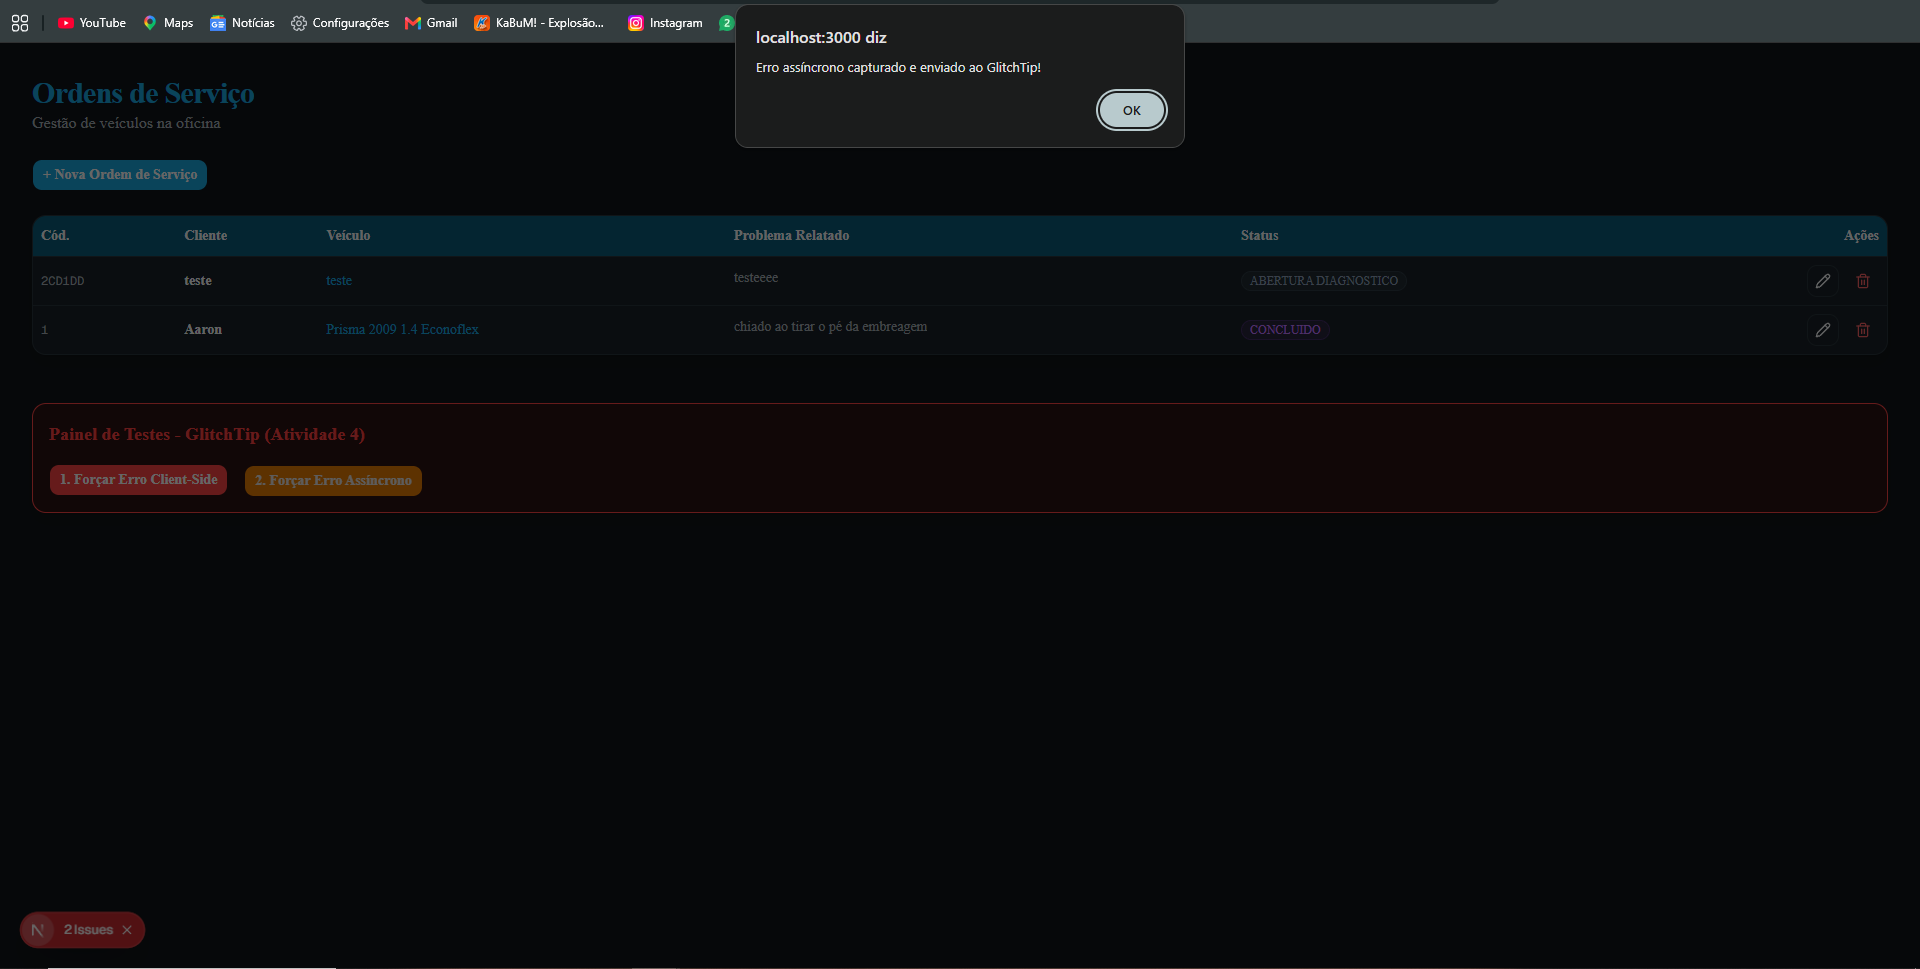 YouTube Maps Notícias Configurações Gmail KaBuM! - Explosão... Instagram 2
localhost:3000 diz
Erro assíncrono capturado e enviado ao GlitchTip!
OK
Ordens de Serviço
Gestão de veículos na oficina
+ Nova Ordem de Serviço
Cód. Cliente Veículo Problema Relatado Status Ações
2CD1DD teste teste testeeee ABERTURA DIAGNOSTICO
1 Aaron Prisma 2009 1.4 Econoflex chiado ao tirar o pé da embreagem CONCLUIDO
Painel de Testes - GlitchTip (Atividade 4)
1. Forçar Erro Client-Side 2. Forçar Erro Assíncrono
N 2 Issues